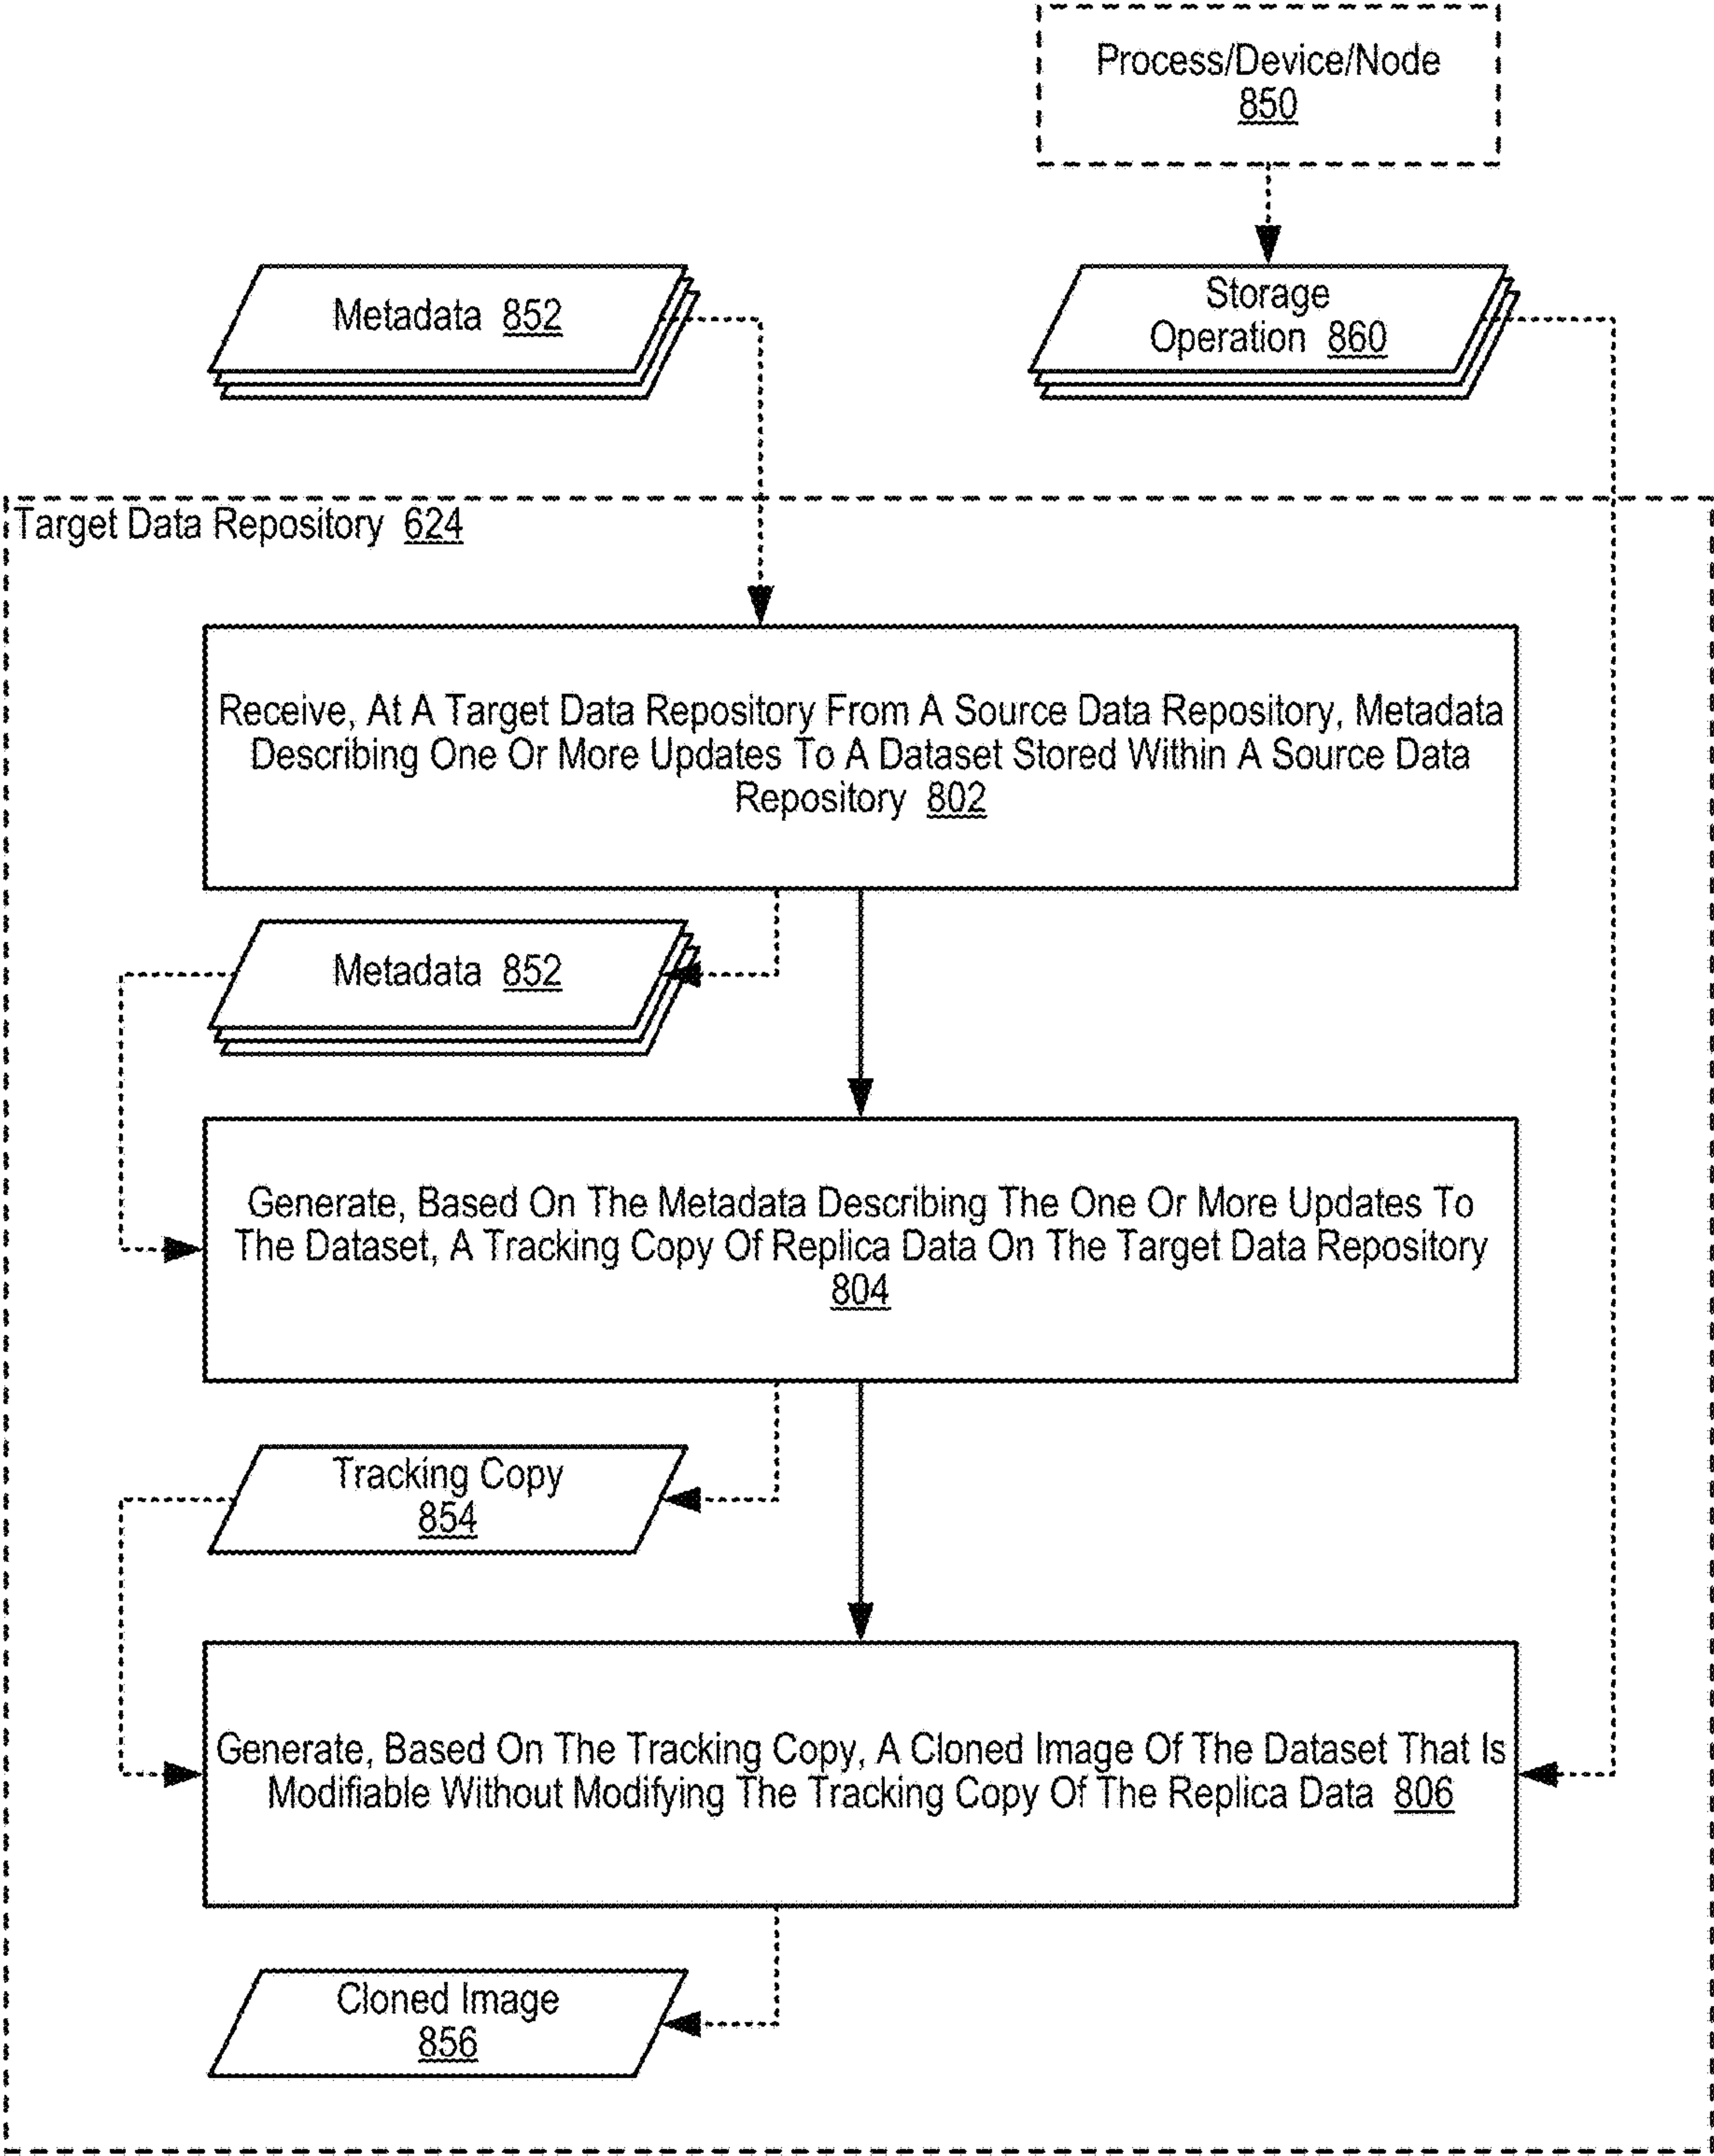 Process/Device/Node
850
Metadata 852
Storage
Operation 860
Target Data Repository 624
Receive, At A Target Data Repository From A Source Data Repository, Metadata
Describing One Or More Updates To A Dataset Stored Within A Source Data
Repository 802
Metadata 852
Generate, Based On The Metadata Describing The One Or More Updates To
The Dataset, A Tracking Copy Of Replica Data On The Target Data Repository
804
Tracking Copy
854
Generate, Based On The Tracking Copy, A Cloned Image Of The Dataset That Is
Modifiable Without Modifying The Tracking Copy Of The Replica Data 806
Cloned Image
856